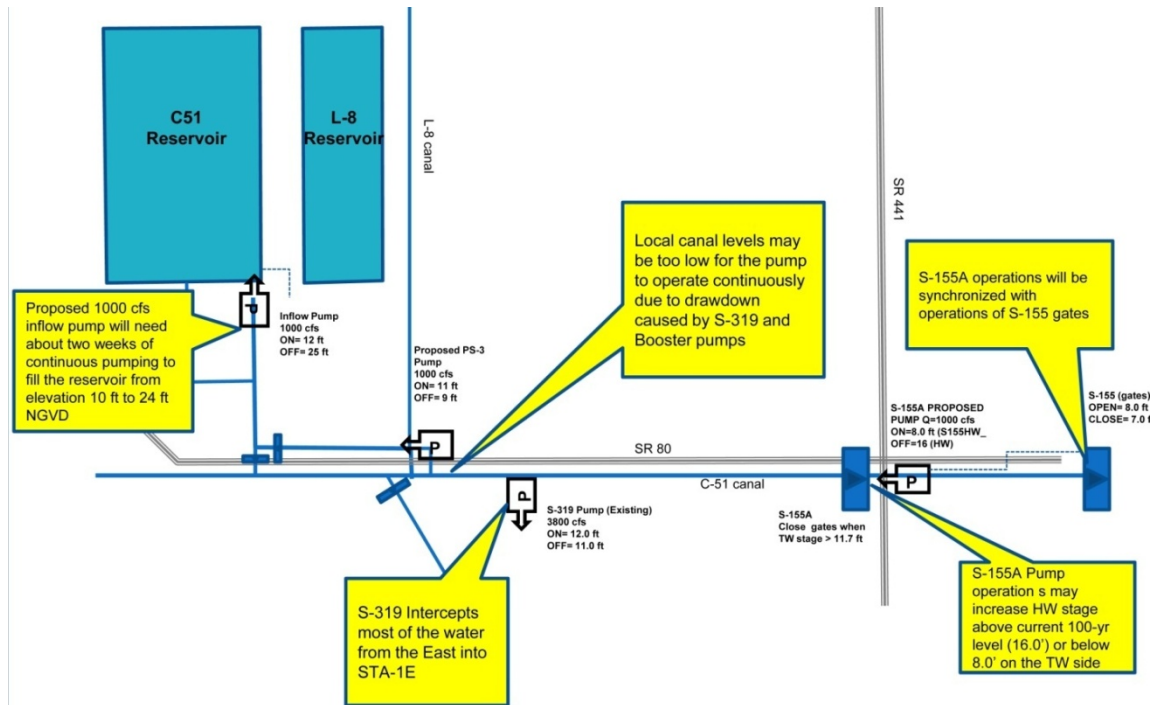 C51
Reservoir
L-8
Reservoir
L-8 canal
SR 441
Local canal levels may
be too low for the pump
to operate continuously
due to drawdown
caused by S-319 and
Booster pumps
S-155A operations will be
synchronized with
operations of S-155 gates
Proposed 1000 cfs
inflow pump will need
about two weeks of
continuous pumping to
fill the reservoir from
elevation 10 ft to 24 ft
NGVD
P
Inflow Pump
1000 cfs
ON= 12 ft
OFF= 25 ft
Proposed PS-3
Pump
1000 cfs
ON= 11 ft
OFF= 9 ft
P
S-155A PROPOSED
PUMP Q=1000 cfs
ON=8.0 ft (S155HW_
OFF=16 (HW)
S-155 (gates)
OPEN= 8.0 ft
CLOSE= 7.0 ft
SR 80
C-51 canal
P
P
S-319 Pump (Existing)
3800 cfs
ON= 12.0 ft
OFF= 11.0 ft
S-155A
Close gates when
TW stage > 11.7 ft
S-319 Intercepts
most of the water
from the East into
STA-1E
S-155A Pump
operation s may
increase HW stage
above current 100-yr
level (16.0') or below
8.0' on the TW side